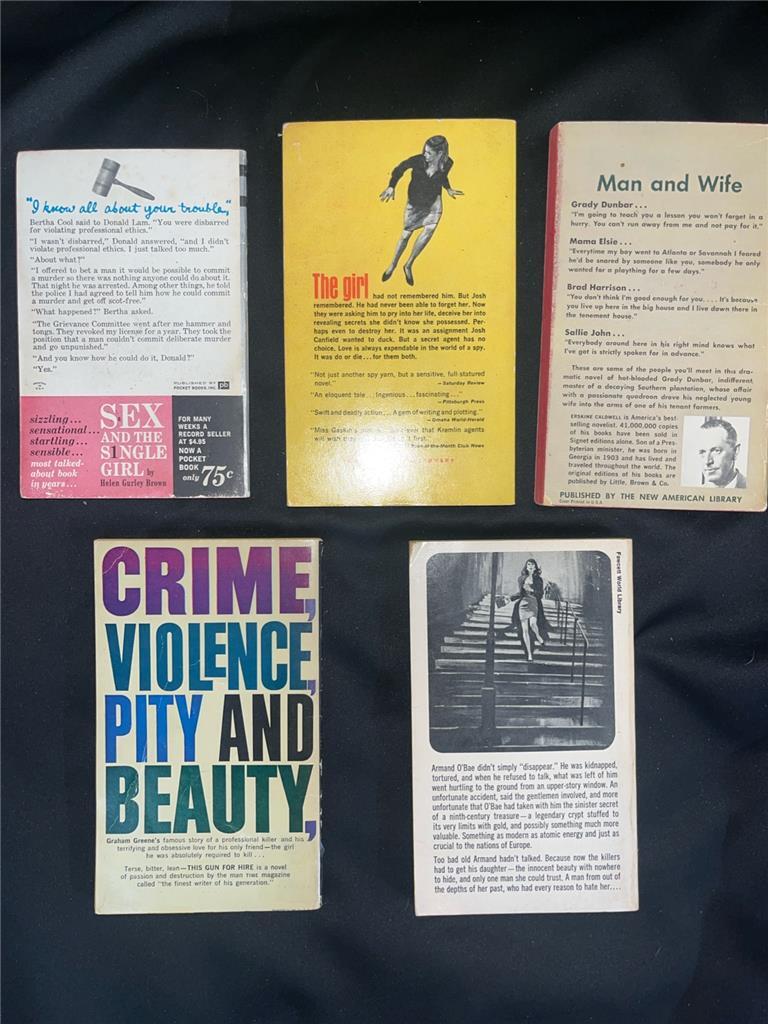 "I know all about your trouble,"
Bertha Cool said to Donald Lam. "You were disbarred
for violating professional ethics."
"I wasn't disbarred," Donald answered, "and I didn't
violate professional ethics. I just talked too much."
"About what?"
"I offered to bet a man it would be possible to commit
a murder so there was nothing anyone could do about it.
That night he was arrested. Among other things, he told
the police I had agreed to tell him how he could commit
a murder and get off scot-free."
"What happened?" Bertha asked.
"The Grievance Committee went after me hammer and
tongs. They revoked my license for a year. They took the
position that a man couldn't commit deliberate murder
and go unpunished."
"And you know how he could do it, Donald?"
"Yes."
PUBLISHED BY
POCKET BOOKS, INC.
pb
sizzling...
sensational...
startling...
sensible...
most talked-
about book
in years...
SEX
AND THE
S1NGLE
GIRL by
Helen Gurley Brown
FOR MANY
WEEKS A
RECORD SELLER
AT $4.95
NOW A
POCKET
BOOK
only 75c
The girl had not remembered him. But Josh
remembered. He had never been able to forget her. Now
they were asking him to pry into her life, deceive her into
revealing secrets she didn't know she possessed. Per-
haps even to destroy her. It was an assignment Josh
Canfield wanted to duck. But a secret agent has no
choice. Love is always expendable in the world of a spy.
It was do or die...for them both.
"Not just another spy yarn, but a sensitive, full-statured
novel." —Saturday Review
"An eloquent tale...Ingenious...fascinating..."
—Pittsburgh Press
"Swift and deadly action...A gem of writing and plotting."
—Omaha World-Herald
"Miss Gaskin's that Kremlin agents
will wish they first."
Book-of-the-Month Club News
Man and Wife
Grady Dunbar...
"I'm going to teach you a lesson you won't forget in a
hurry. You can't run away from me and not pay for it."
Mama Elsie...
"Everytime my boy went to Atlanta or Savannah I feared
he'd be snared by someone like you, somebody he only
wanted for a plaything for a few days."
Brad Harrison...
"You don't think I'm good enough for you.... It's because
you live up here in the big house and I live down there in
the tenement house."
Sallie John...
"Everybody around here in his right mind knows what
I've got is strictly spoken for in advance."
These are some of the people you'll meet in this dra-
matic novel of hot-blooded Grady Dunbar, indifferent
master of a decaying Southern plantation, whose affair
with a passionate quadroon drove his neglected young
wife into the arms of one of his tenant farmers.
ERSKINE CALDWELL is America's best-
selling novelist. 41,000,000 copies
of his books have been sold in
Signet editions alone. Son of a Pres-
byterian minister, he was born in
Georgia in 1903 and has lived and
traveled throughout the world. The
original editions of his books are
published by Little, Brown & Co.
PUBLISHED BY THE NEW AMERICAN LIBRARY
Cover Printed in U.S.A.
CRIME,
VIOLENCE,
PITY AND
BEAUTY,
Graham Greene's famous story of a professional killer and his
terrifying and obsessive love for his only friend—the girl
he was absolutely required to kill...
Terse, bitter, lean—THIS GUN FOR HIRE is a novel
of passion and destruction by the man TIME magazine
called "the finest writer of his generation."
Fawcett World Library
Armand O'Bae didn't simply "disappear." He was kidnapped,
tortured, and when he refused to talk, what was left of him
went hurtling to the ground from an upper-story window. An
unfortunate accident, said the gentlemen involved, and more
unfortunate that O'Bae had taken with him the sinister secret
of a ninth-century treasure—a legendary crypt stuffed to
its very limits with gold, and possibly something much more
valuable. Something as modern as atomic energy and just as
crucial to the nations of Europe.
Too bad old Armand hadn't talked. Because now the killers
had to get his daughter—the innocent beauty with nowhere
to hide, and only one man she could trust. A man from out of
the depths of her past, who had every reason to hate her....